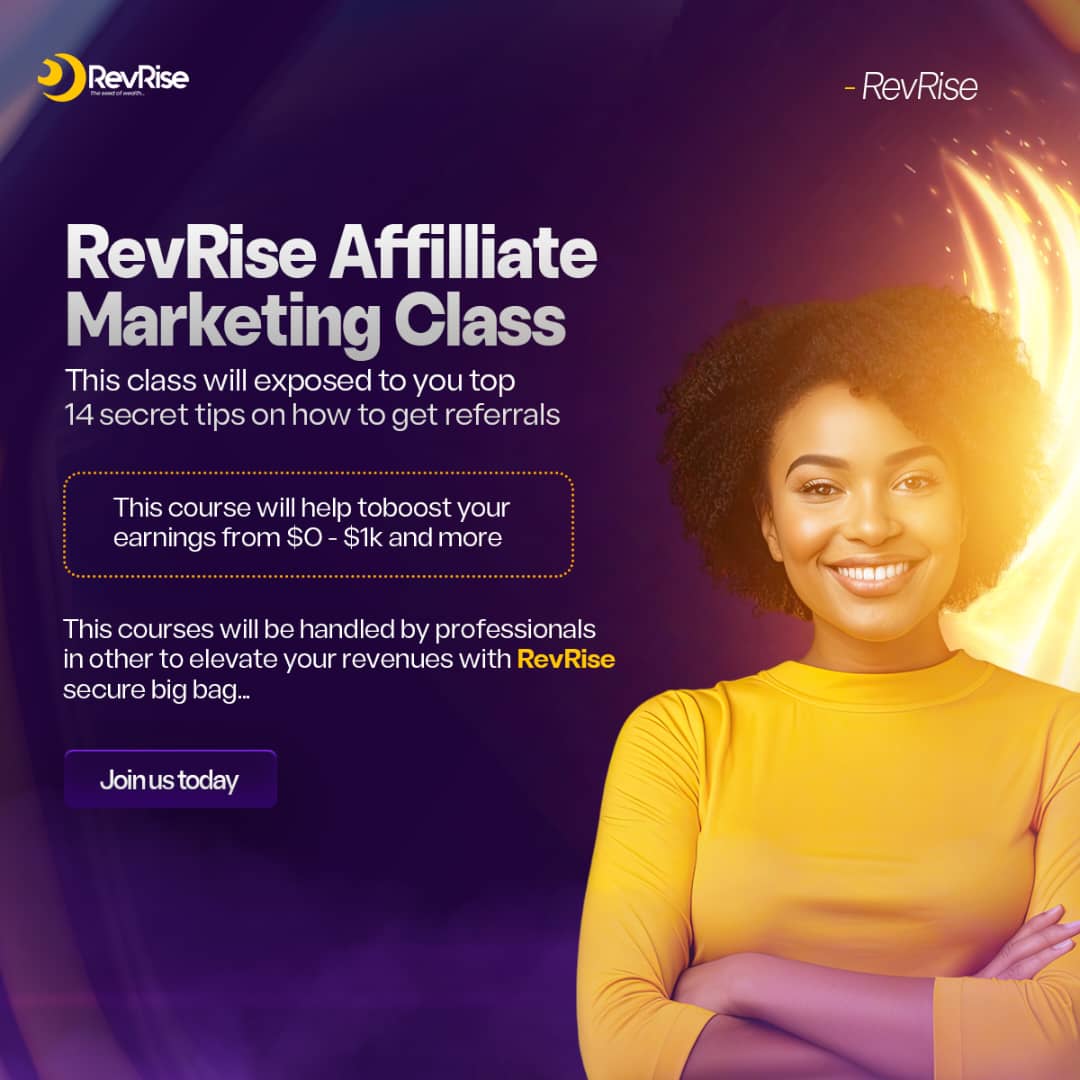 RevRise
The seed of wealth...
- RevRise
RevRise Affilliate
Marketing Class
This class will exposed to you top
14 secret tips on how to get referrals
This course will help toboost your
earnings from $0 - $1k and more
This courses will be handled by professionals
in other to elevate your revenues with RevRise
secure big bag...
Join us today